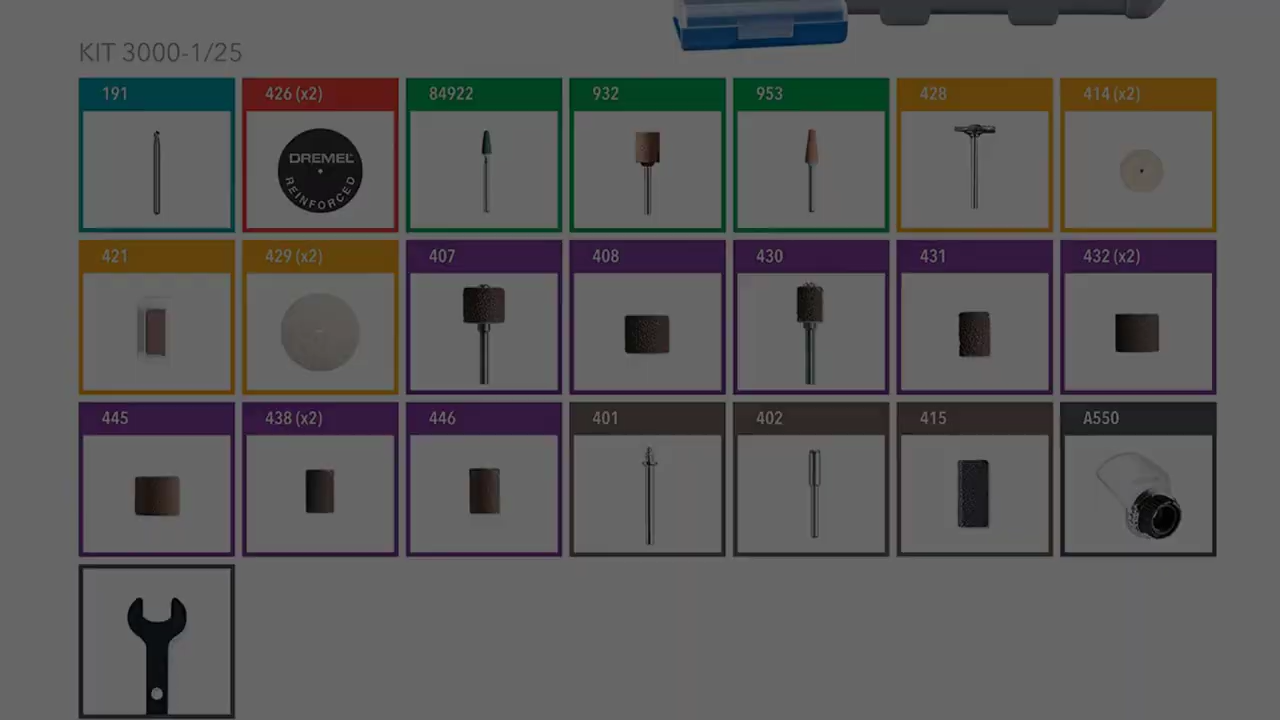 KIT 3000-1/25
191
426 (x2)
84922
932
953
428
414 (x2)
DREMEL
REINFORCED
421
429 (x2)
407
408
430
431
432 (x2)
445
438 (x2)
446
401
402
415
A550